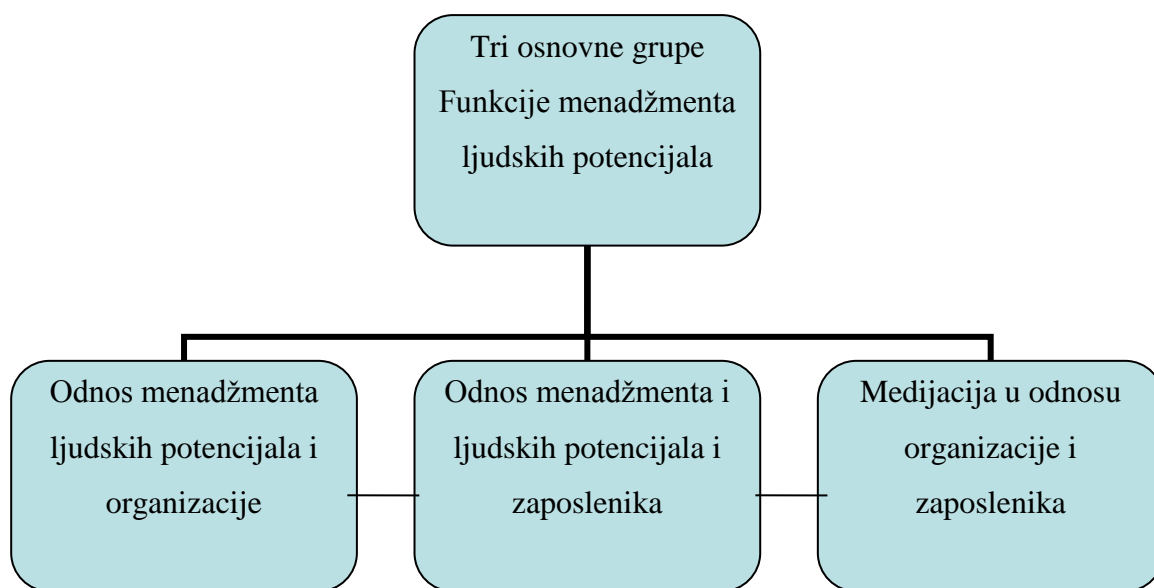 Tri osnovne grupe
Funkcije menadžmenta
ljudskih potencijala
Odnos menadžmenta
ljudskih potencijala i
organizacije
Odnos menadžmenta i
ljudskih potencijala i
zaposlenika
Medijacija u odnosu
organizacije i
zaposlenika